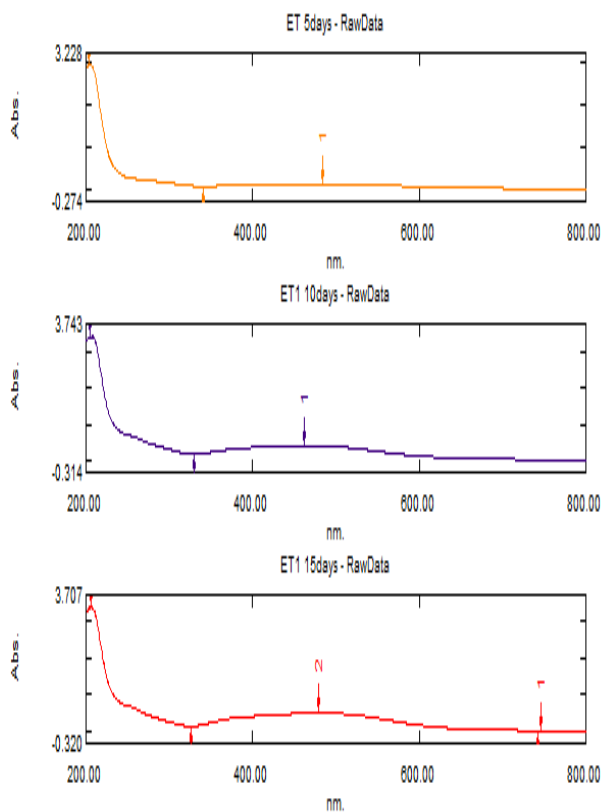 ET 5days - RawData
3.228
Abs.
1
-0.274
200.00 400.00 600.00 800.00
nm.
ET1 10days - RawData
3.743
Abs.
1
-0.314
200.00 400.00 600.00 800.00
nm.
ET1 15days - RawData
3.707
Abs.
2 1
-0.320
200.00 400.00 600.00 800.00
nm.